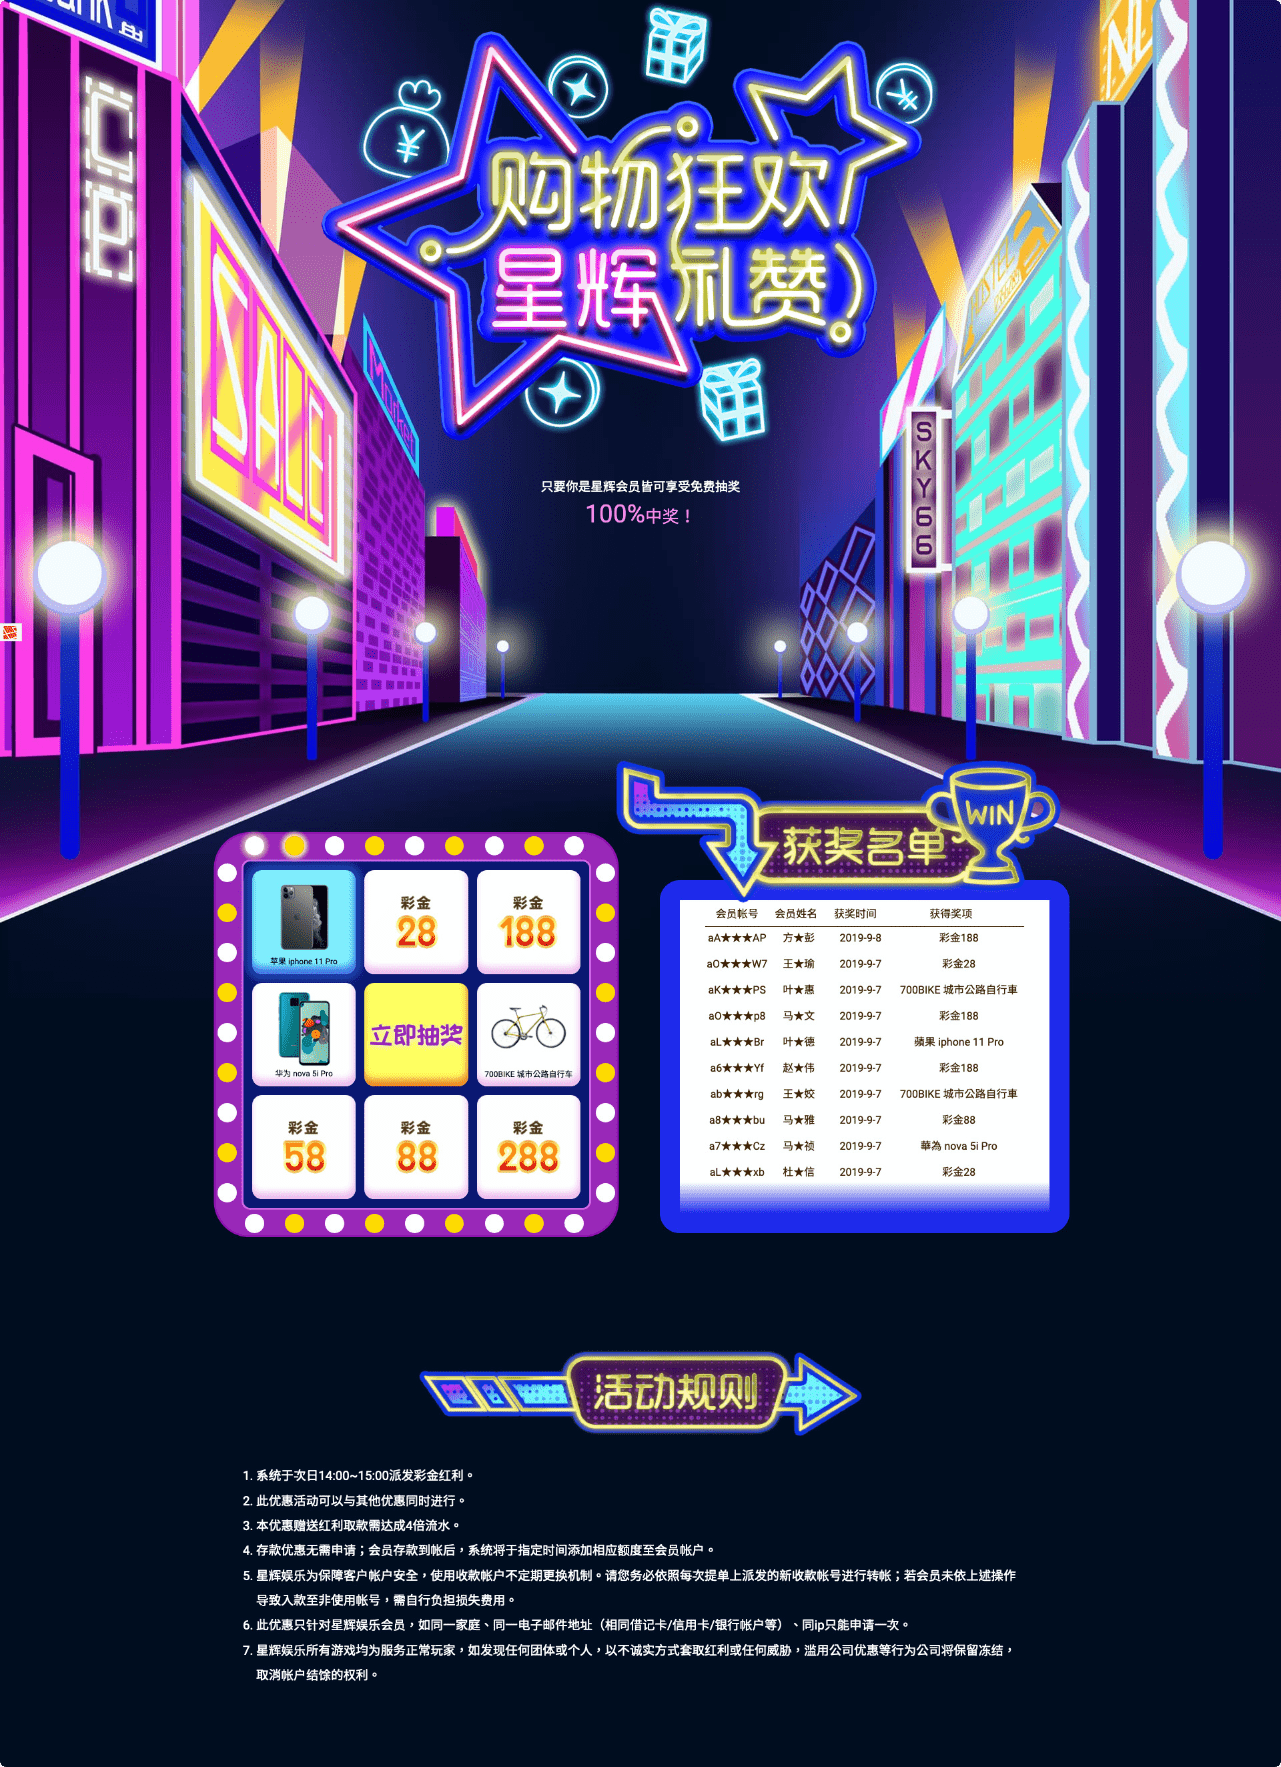 汇钯
SALE
Market
SKY66
WIN
购物狂欢
星辉礼赞
只要你是星辉会员皆可享受免费抽奖
100%中奖！
获奖名单
苹果 iphone 11 Pro
彩金
28
彩金
188
华为 nova 5i Pro
立即抽奖
700BIKE 城市公路自行车
彩金
58
彩金
88
彩金
288
会员帐号 会员姓名 获奖时间 获得奖项
aA★★★AP 方★彭 2019-9-8 彩金188
aO★★★W7 王★瑜 2019-9-7 彩金28
aK★★★PS 叶★惠 2019-9-7 700BIKE 城市公路自行車
aO★★★p8 马★文 2019-9-7 彩金188
aL★★★Br 叶★德 2019-9-7 蘋果 iphone 11 Pro
a6★★★Yf 赵★伟 2019-9-7 彩金188
ab★★★rg 王★姣 2019-9-7 700BIKE 城市公路自行車
a8★★★bu 马★雅 2019-9-7 彩金88
a7★★★Cz 马★祯 2019-9-7 華為 nova 5i Pro
aL★★★xb 杜★信 2019-9-7 彩金28
活动规则
1. 系统于次日14:00~15:00派发彩金红利。
2. 此优惠活动可以与其他优惠同时进行。
3. 本优惠赠送红利取款需达成4倍流水。
4. 存款优惠无需申请；会员存款到帐后，系统将于指定时间添加相应额度至会员帐户。
5. 星辉娱乐为保障客户帐户安全，使用收款帐户不定期更换机制。请您务必依照每次提单上派发的新收款帐号进行转帐；若会员未依上述操作
导致入款至非使用帐号，需自行负担损失费用。
6. 此优惠只针对星辉娱乐会员，如同一家庭、同一电子邮件地址（相同借记卡/信用卡/银行帐户等）、同ip只能申请一次。
7. 星辉娱乐所有游戏均为服务正常玩家，如发现任何团体或个人，以不诚实方式套取红利或任何威胁，滥用公司优惠等行为公司将保留冻结，
取消帐户结馀的权利。